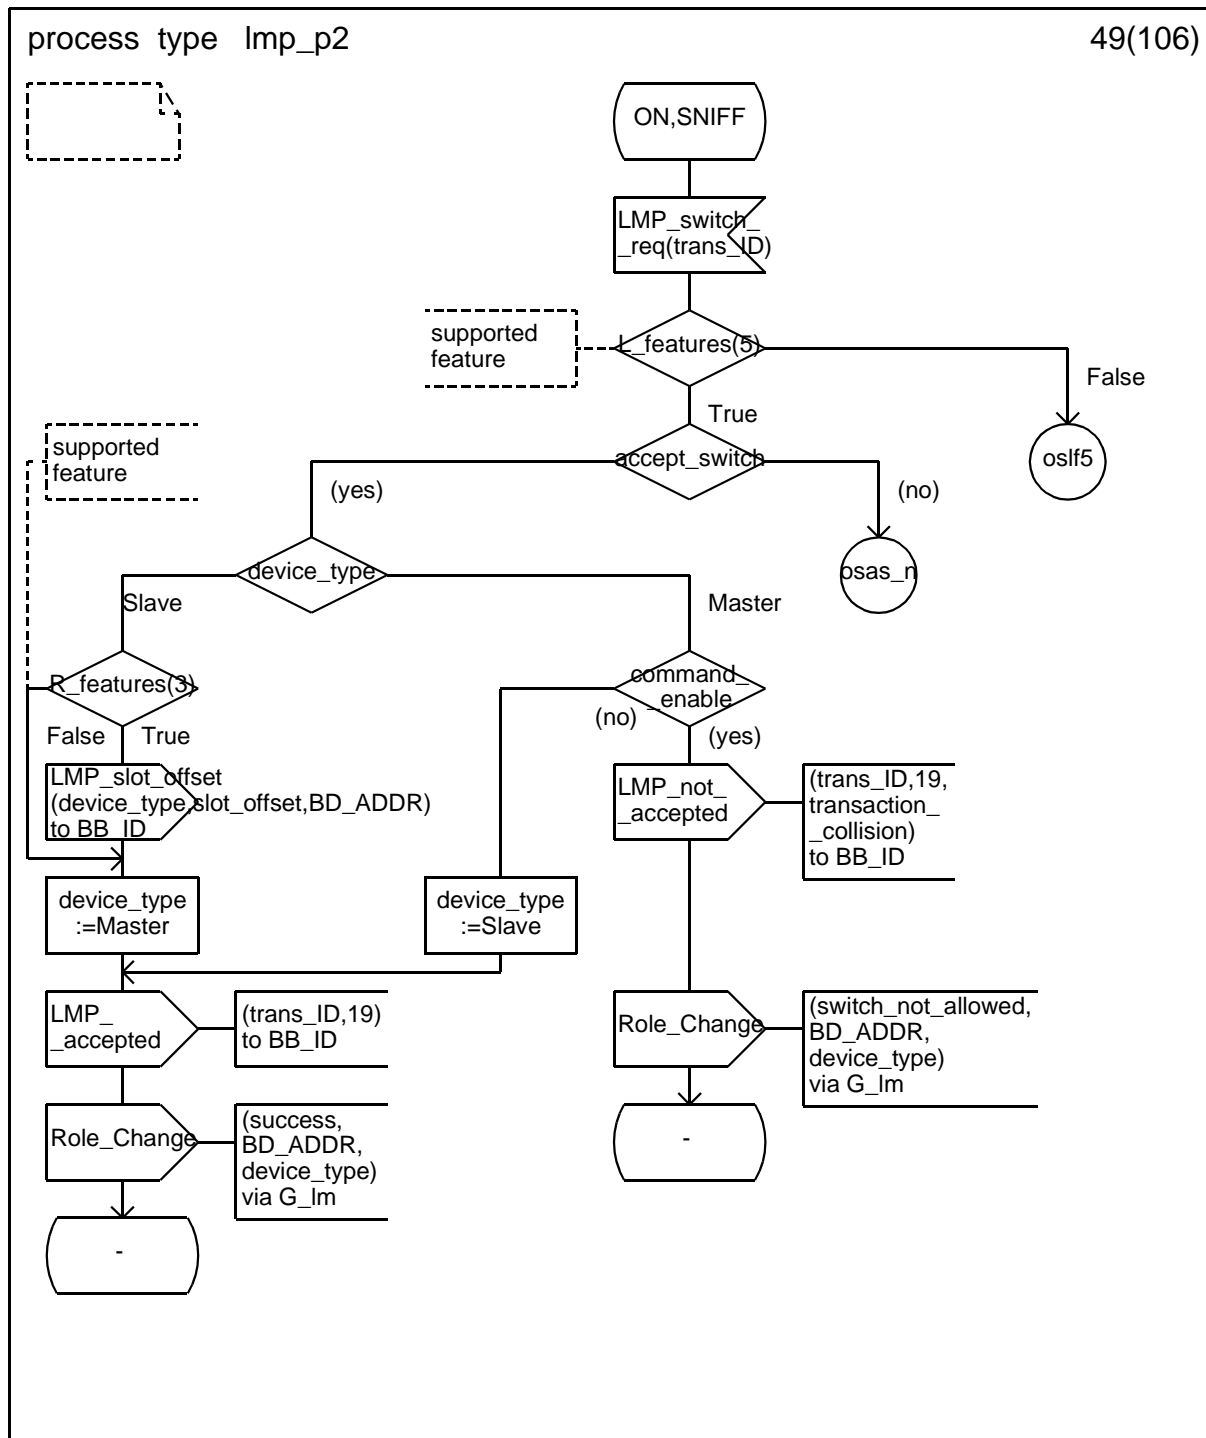 process type lmp_p2
49(106)
ON,SNIFF
LMP_switch_
_req(trans_ID)
supported
feature
L_features(5)
False
True
supported
feature
accept_switch
oslf5
(yes)
(no)
device_type
osas_n
Slave
Master
R_features(3)
command_
_enable
(no)
False
True
(yes)
LMP_slot_offset
(device_type,slot_offset,BD_ADDR)
to BB_ID
LMP_not_
_accepted
(trans_ID,19,
transaction_
_collision)
to BB_ID
device_type
:=Master
device_type
:=Slave
LMP_
_accepted
(trans_ID,19)
to BB_ID
Role_Change
(switch_not_allowed,
BD_ADDR,
device_type)
via G_lm
Role_Change
(success,
BD_ADDR,
device_type)
via G_lm
-
-